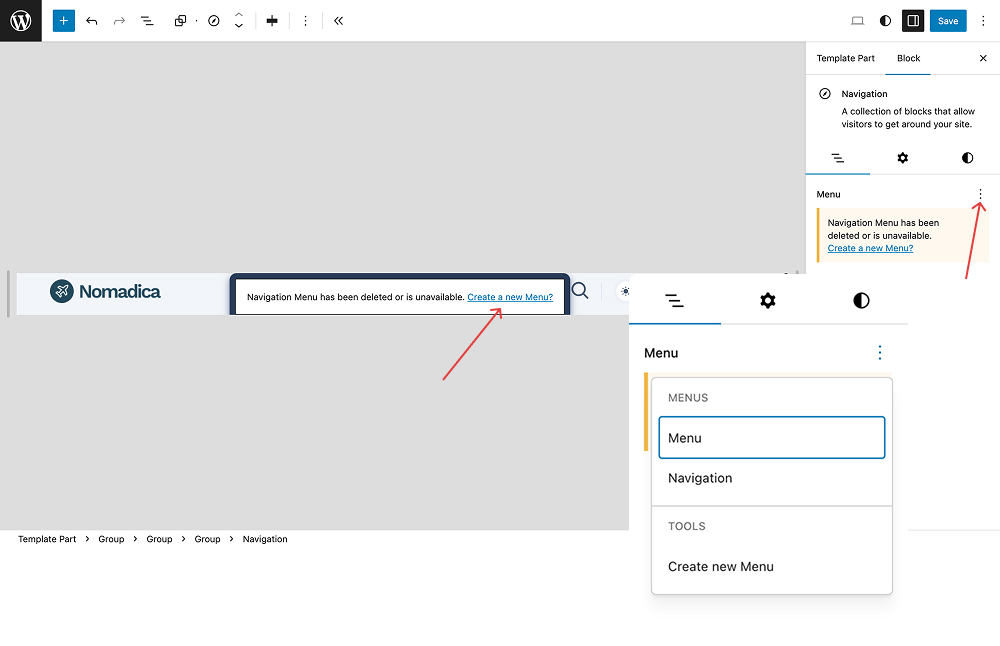 Save
Template Part
Block
Navigation
A collection of blocks that allow
visitors to get around your site.
Menu
Navigation Menu has been
deleted or is unavailable.
Create a new Menu?
Nomadica
Navigation Menu has been deleted or is unavailable. Create a new Menu?
Menu
MENUS
Menu
Navigation
TOOLS
Create new Menu
Template Part > Group > Group > Group > Navigation